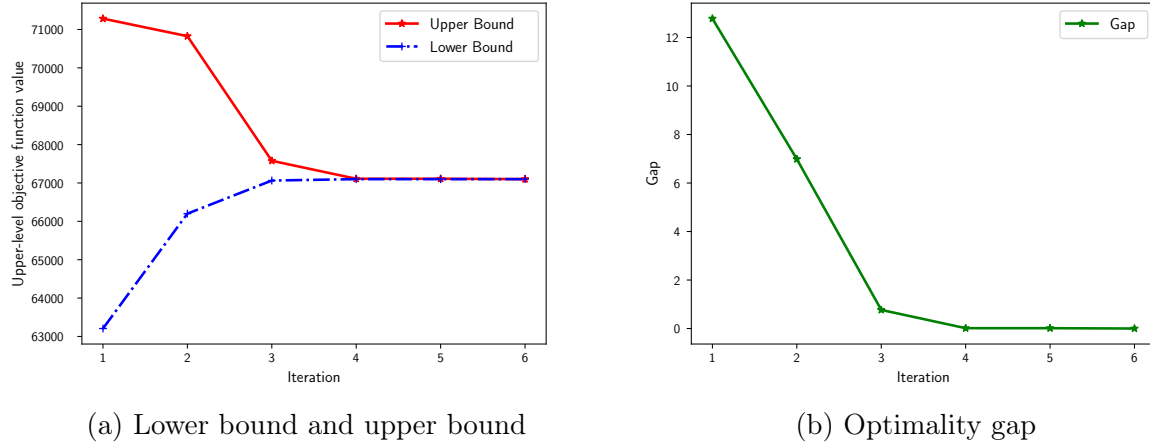 71000
70000
69000
68000
67000
66000
65000
64000
63000
Upper-level objective function value
Upper Bound
Lower Bound
1 2 3 4 5 6
Iteration
(a) Lower bound and upper bound
12
10
8
6
4
2
0
Gap
Gap
1 2 3 4 5 6
Iteration
(b) Optimality gap